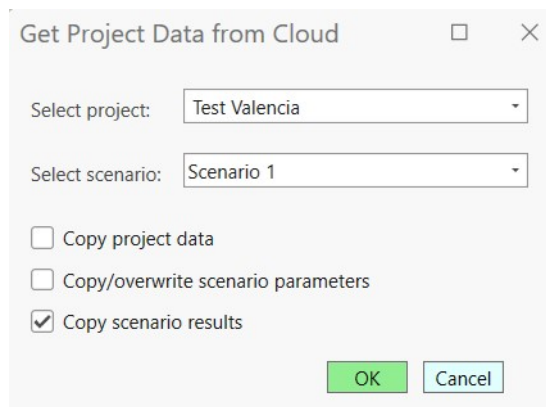 Get Project Data from Cloud
Select project: Test Valencia
Select scenario: Scenario 1
Copy project data
Copy/overwrite scenario parameters
Copy scenario results
OK Cancel